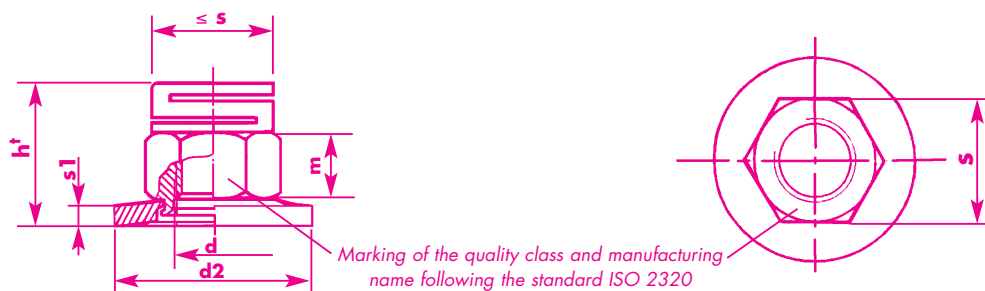 ≤ s
h†
s1
m
d
d2
s
Marking of the quality class and manufacturing
name following the standard ISO 2320